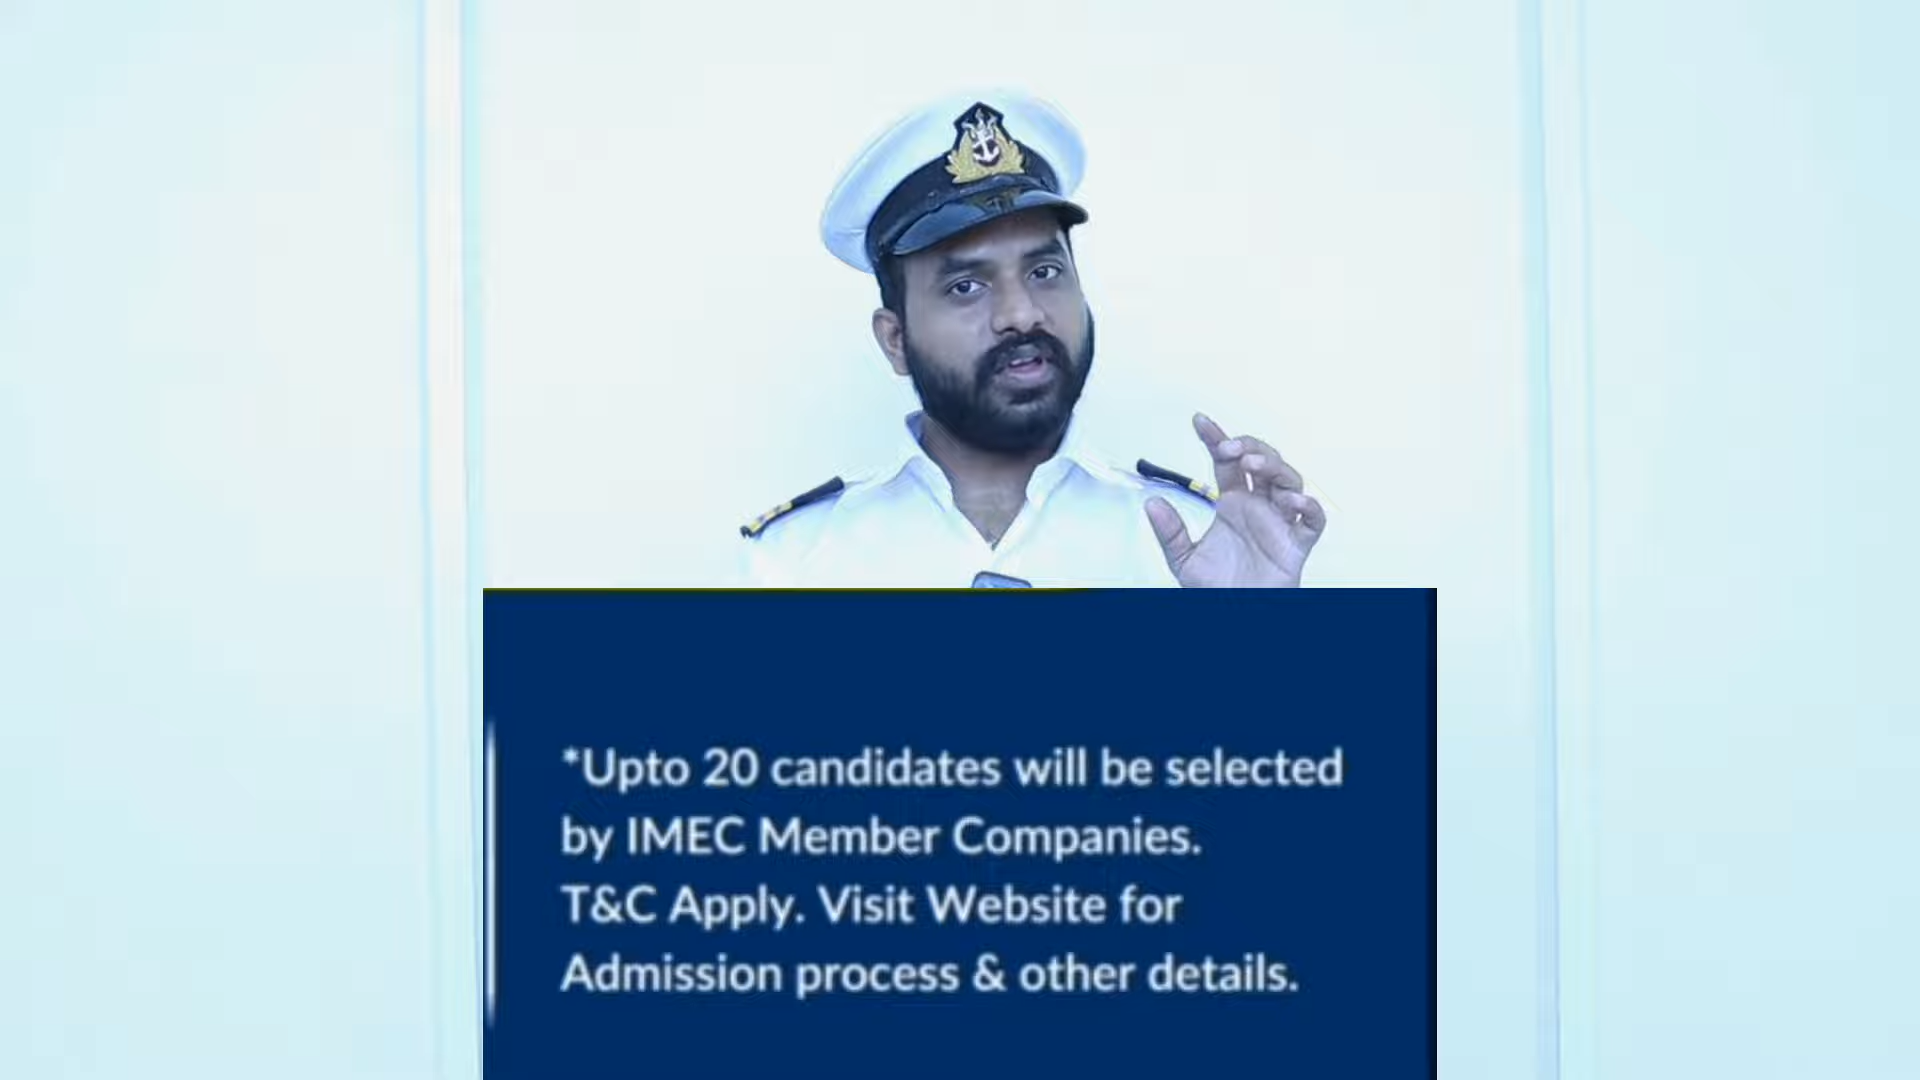 *Upto 20 candidates will be selected
by IMEC Member Companies.
T&C Apply. Visit Website for
Admission process & other details.